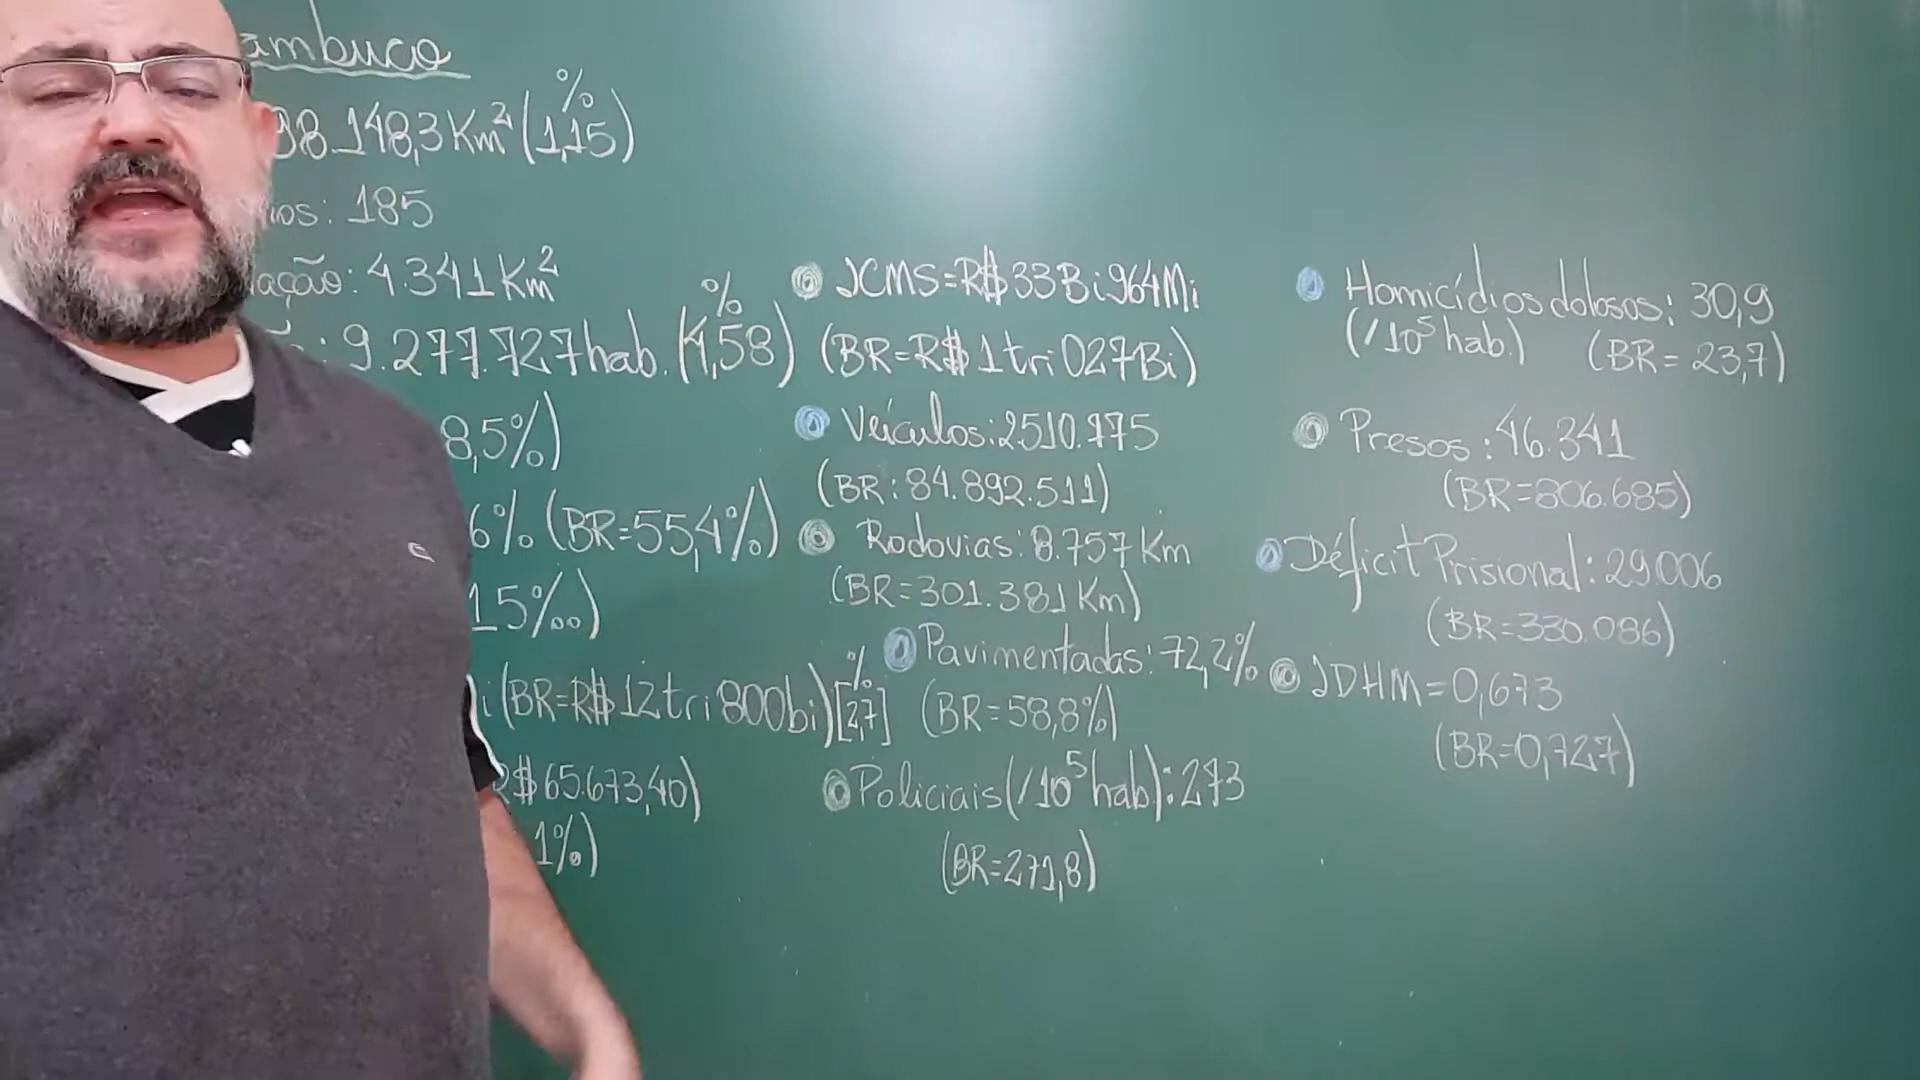 ambuco
98.148,3 Km² (1,15)%
ios: 185
lação: 4.341 Km²
: 9.277.727 hab. (4,58)%
8,5%)
6% (BR=55,4%)
15‰)
i (BR=R$ 12 tri 800 bi) [2,7]%
R$ 65.673,40)
1%)
ICMS=R$ 33 Bi 964 Mi
(BR=R$ 1 tri 027 Bi)
Veículos: 2510.775
(BR: 84.892.511)
Rodovias: 8.757 Km
(BR=301.381 Km)
Pavimentadas: 72,2%
(BR=58,8%)
Policiais (/10⁵ hab.): 273
(BR=271,8)
Homicídios dolosos: 30,9
(/10⁵ hab.) (BR= 23,7)
Presos: 46.341
(BR=806.685)
Déficit Prisional: 29.006
(BR=330.086)
IDHM=0,673
(BR=0,727)